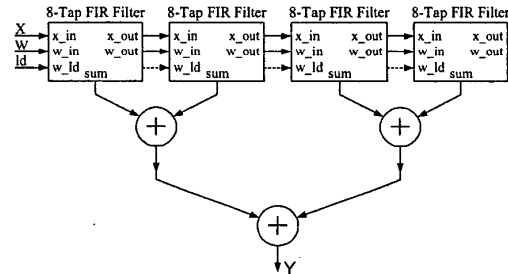 8-Tap FIR Filter 8-Tap FIR Filter 8-Tap FIR Filter 8-Tap FIR Filter
X x_in x_out x_in x_out x_in x_out x_in x_out
W w_in w_out w_in w_out w_in w_out w_in w_out
ld w_ld w_ld w_ld w_ld
sum sum sum sum
+ +
+
Y